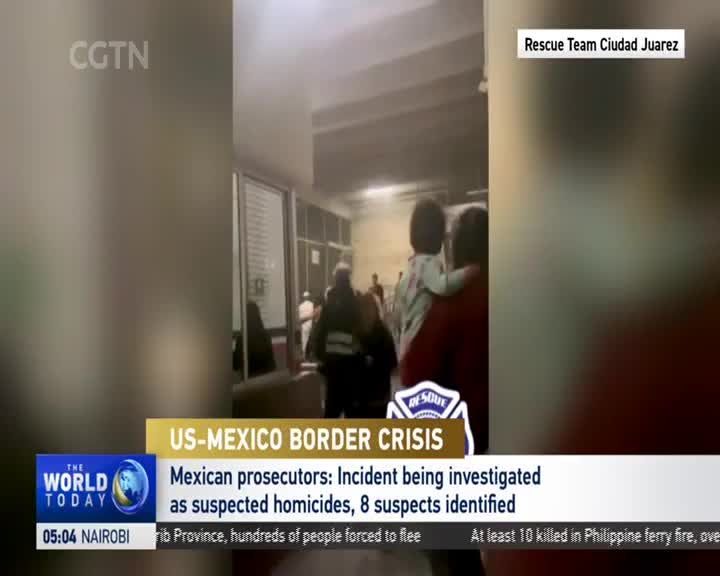 CGTN
Rescue Team Ciudad Juarez
RESCUE
US-MEXICO BORDER CRISIS
Mexican prosecutors: Incident being investigated
as suspected homicides, 8 suspects identified
THE
WORLD
TODAY
05:04 NAIROBI
rib Province, hundreds of people forced to flee
At least 10 killed in Philippine ferry fire, ove